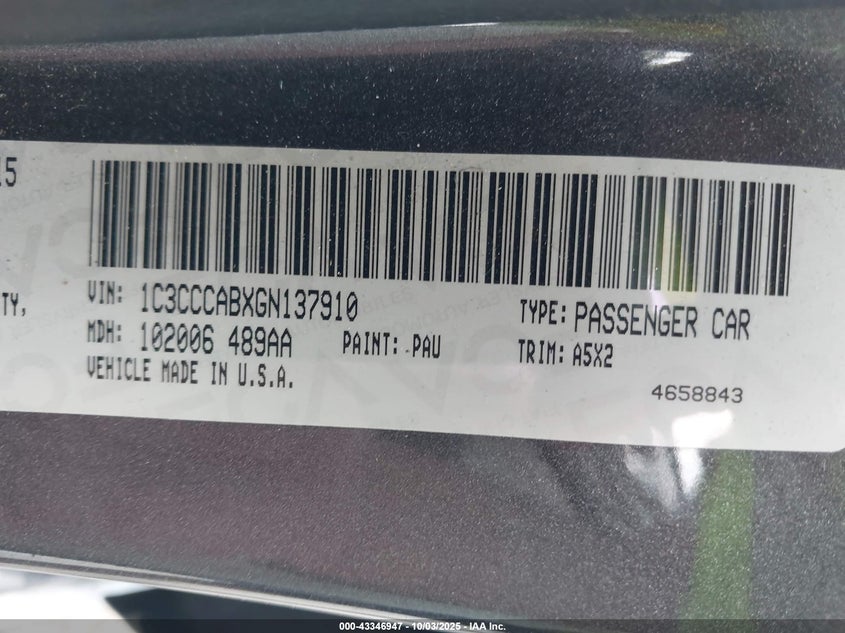 15
TY,
VIN: 1C3CCCABXGN137910
TYPE: PASSENGER CAR
MDH: 102006 489AA
PAINT: PAU
TRIM: A5X2
VEHICLE MADE IN U.S.A.
4658843
000-43346947 - 10/03/2025 - IAA Inc.